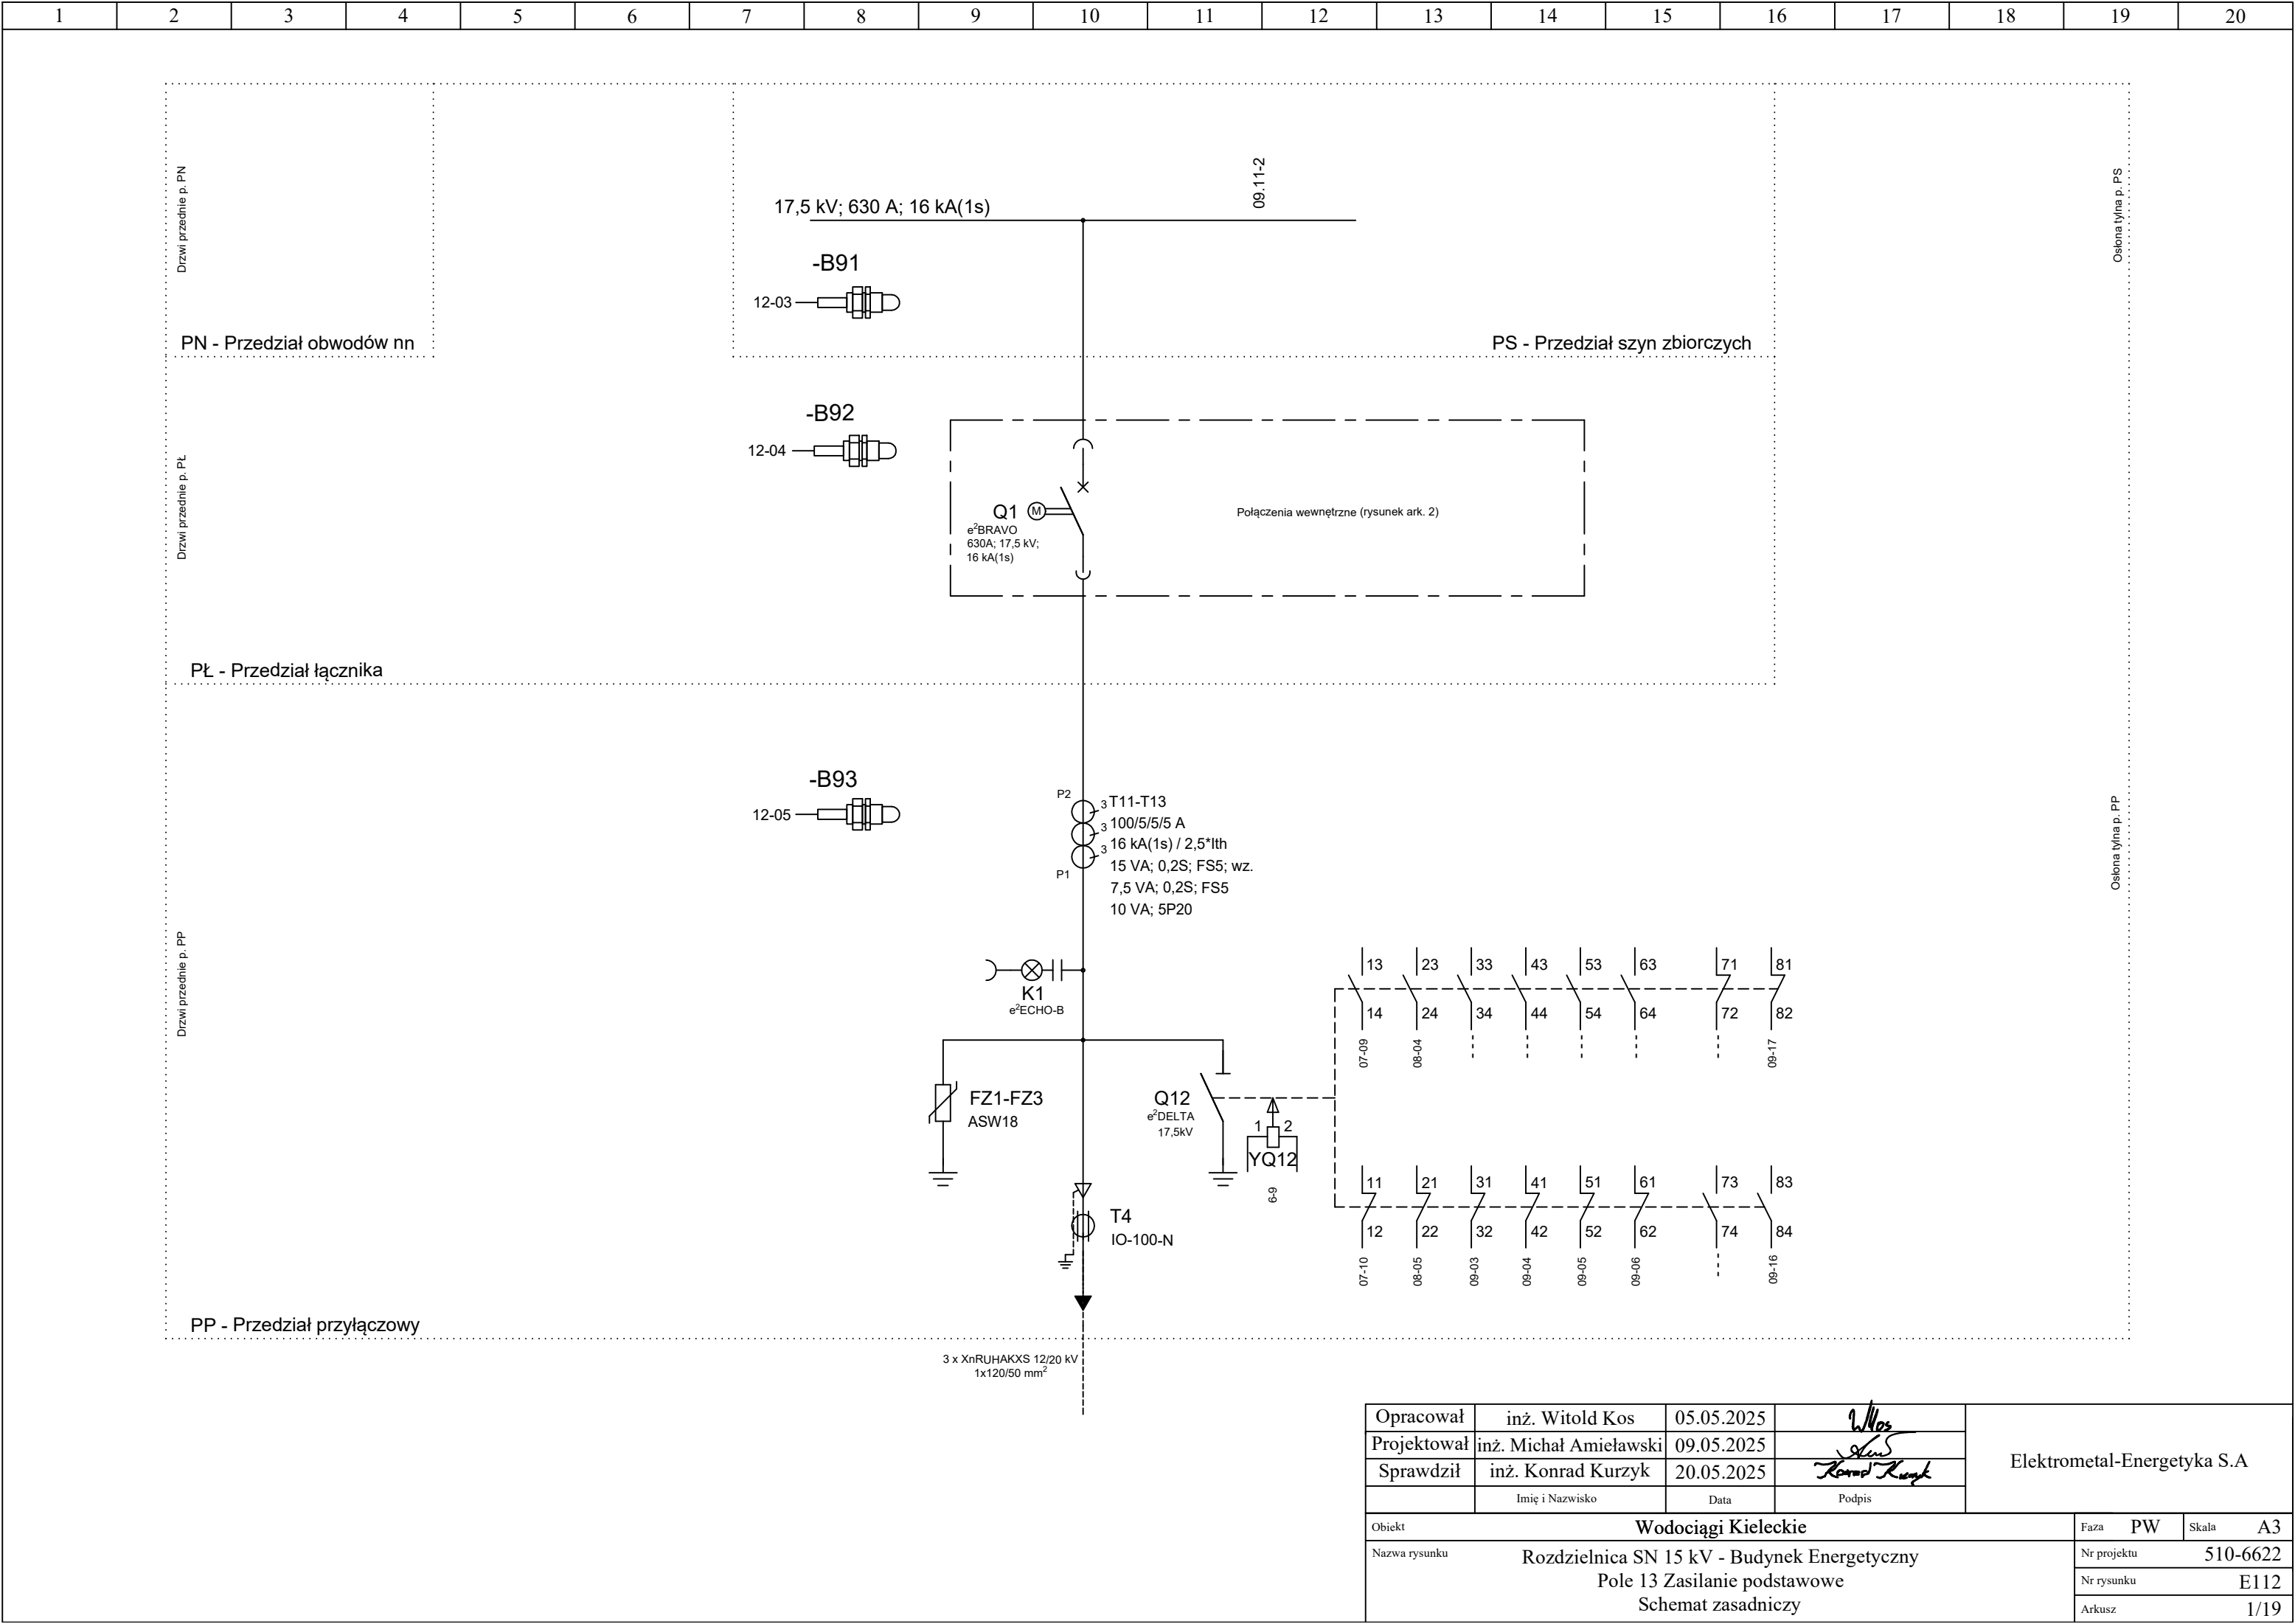 1 2 3 4 5 6 7 8 9 10 11 12 13 14 15 16 17 18 19 20
Drzwi przednie p. PN
PN - Przedział obwodów nn
17,5 kV; 630 A; 16 kA(1s)
09.11-2
-B91
12-03
PS - Przedział szyn zbiorczych
Osłona tylna p. PS
Drzwi przednie p. PŁ
-B92
12-04
Q1 M
e²BRAVO
630A; 17,5 kV;
16 kA(1s)
Połączenia wewnętrzne (rysunek ark. 2)
PŁ - Przedział łącznika
-B93
12-05
P2
3 T11-T13
3 100/5/5/5 A
3 16 kA(1s) / 2,5*Ith
15 VA; 0,2S; FS5; wz.
P1
7,5 VA; 0,2S; FS5
10 VA; 5P20
Osłona tylna p. PP
Drzwi przednie p. PP
K1
e²ECHO-B
13 23 33 43 53 63 71 81
14 24 34 44 54 64 72 82
07-09 08-04 09-17
FZ1-FZ3
ASW18
Q12
e²DELTA
17,5kV
1 2
YQ12
6-9
11 21 31 41 51 61 73 83
12 22 32 42 52 62 74 84
07-10 08-05 09-03 09-04 09-05 09-06 09-16
T4
IO-100-N
PP - Przedział przyłączowy
3 x XnRUHAKXS 12/20 kV
1x120/50 mm²
Opracował inż. Witold Kos 05.05.2025 WKos
Projektował inż. Michał Amieławski 09.05.2025
Sprawdził inż. Konrad Kurzyk 20.05.2025 Konrad Kurzyk
Imię i Nazwisko Data Podpis
Elektrometal-Energetyka S.A
Obiekt Wodociągi Kieleckie
Faza PW Skala A3
Nazwa rysunku Rozdzielnica SN 15 kV - Budynek Energetyczny
Pole 13 Zasilanie podstawowe
Schemat zasadniczy
Nr projektu 510-6622
Nr rysunku E112
Arkusz 1/19